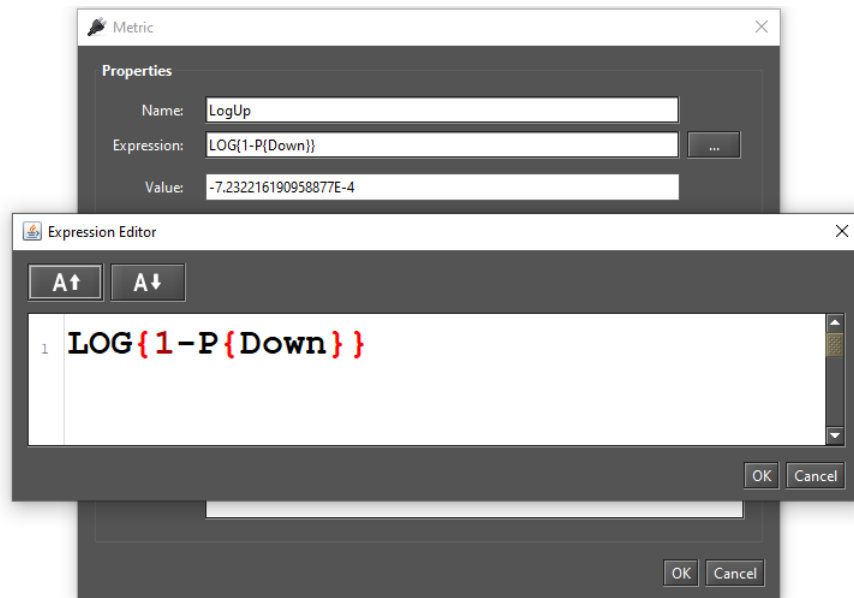 Metric
Properties
Name: LogUp
Expression: LOG{1-P{Down}} ...
Value: -7.232216190958877E-4
Expression Editor
A A
1 LOG{1-P{Down}}
OK Cancel
OK Cancel